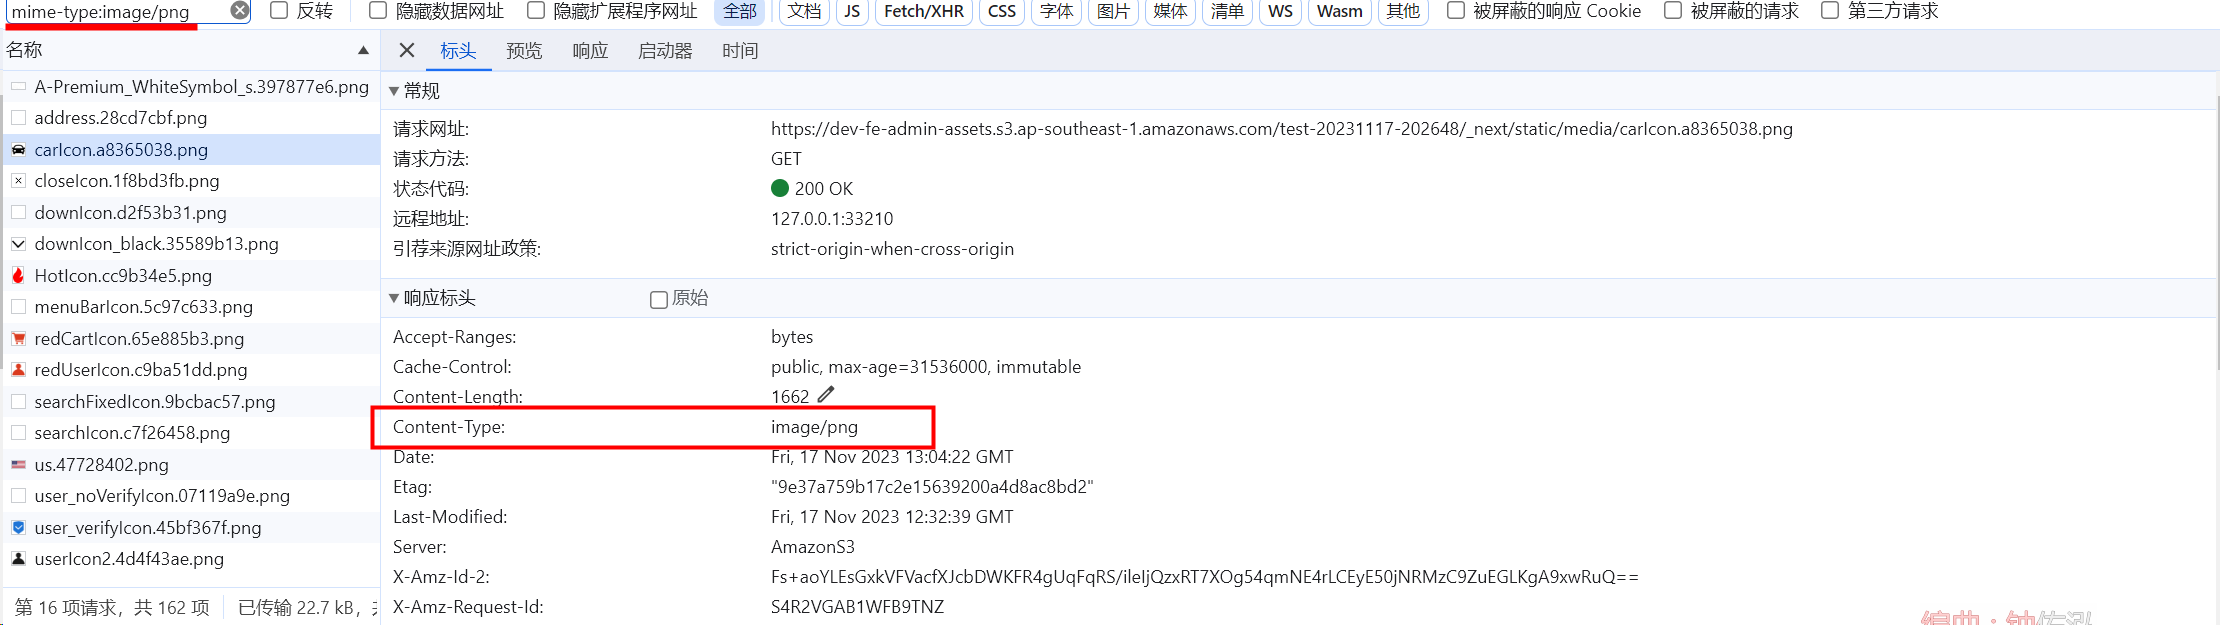 mime-type:image/png 反转 隐藏数据网址 隐藏扩展程序网址 全部 文档 JS Fetch/XHR CSS 字体 图片 媒体 清单 WS Wasm 其他 被屏蔽的响应 Cookie 被屏蔽的请求 第三方请求
名称
A-Premium_WhiteSymbol_s.397877e6.png
address.28cd7cbf.png
carIcon.a8365038.png
closeIcon.1f8bd3fb.png
downIcon.d2f53b31.png
downIcon_black.35589b13.png
HotIcon.cc9b34e5.png
menuBarIcon.5c97c633.png
redCartIcon.65e885b3.png
redUserIcon.c9ba51dd.png
searchFixedIcon.9bcbac57.png
searchIcon.c7f26458.png
us.47728402.png
user_noVerifyIcon.07119a9e.png
user_verifyIcon.45bf367f.png
userIcon2.4d4f43ae.png
第 16 项请求，共 162 项 已传输 22.7 kB，
标头 预览 响应 启动器 时间
常规
请求网址: https://dev-fe-admin-assets.s3.ap-southeast-1.amazonaws.com/test-20231117-202648/_next/static/media/carIcon.a8365038.png
请求方法: GET
状态代码: 200 OK
远程地址: 127.0.0.1:33210
引荐来源网址政策: strict-origin-when-cross-origin
响应标头 原始
Accept-Ranges: bytes
Cache-Control: public, max-age=31536000, immutable
Content-Length: 1662
Content-Type: image/png
Date: Fri, 17 Nov 2023 13:04:22 GMT
Etag: "9e37a759b17c2e15639200a4d8ac8bd2"
Last-Modified: Fri, 17 Nov 2023 12:32:39 GMT
Server: AmazonS3
X-Amz-Id-2: Fs+aoYLEsGxkVFVacfXJcbDWKFR4gUqFqRS/ileIjQzxRT7XOg54qmNE4rLCEyE50jNRMzC9ZuEGLKgA9xwRuQ==
X-Amz-Request-Id: S4R2VGAB1WFB9TNZ